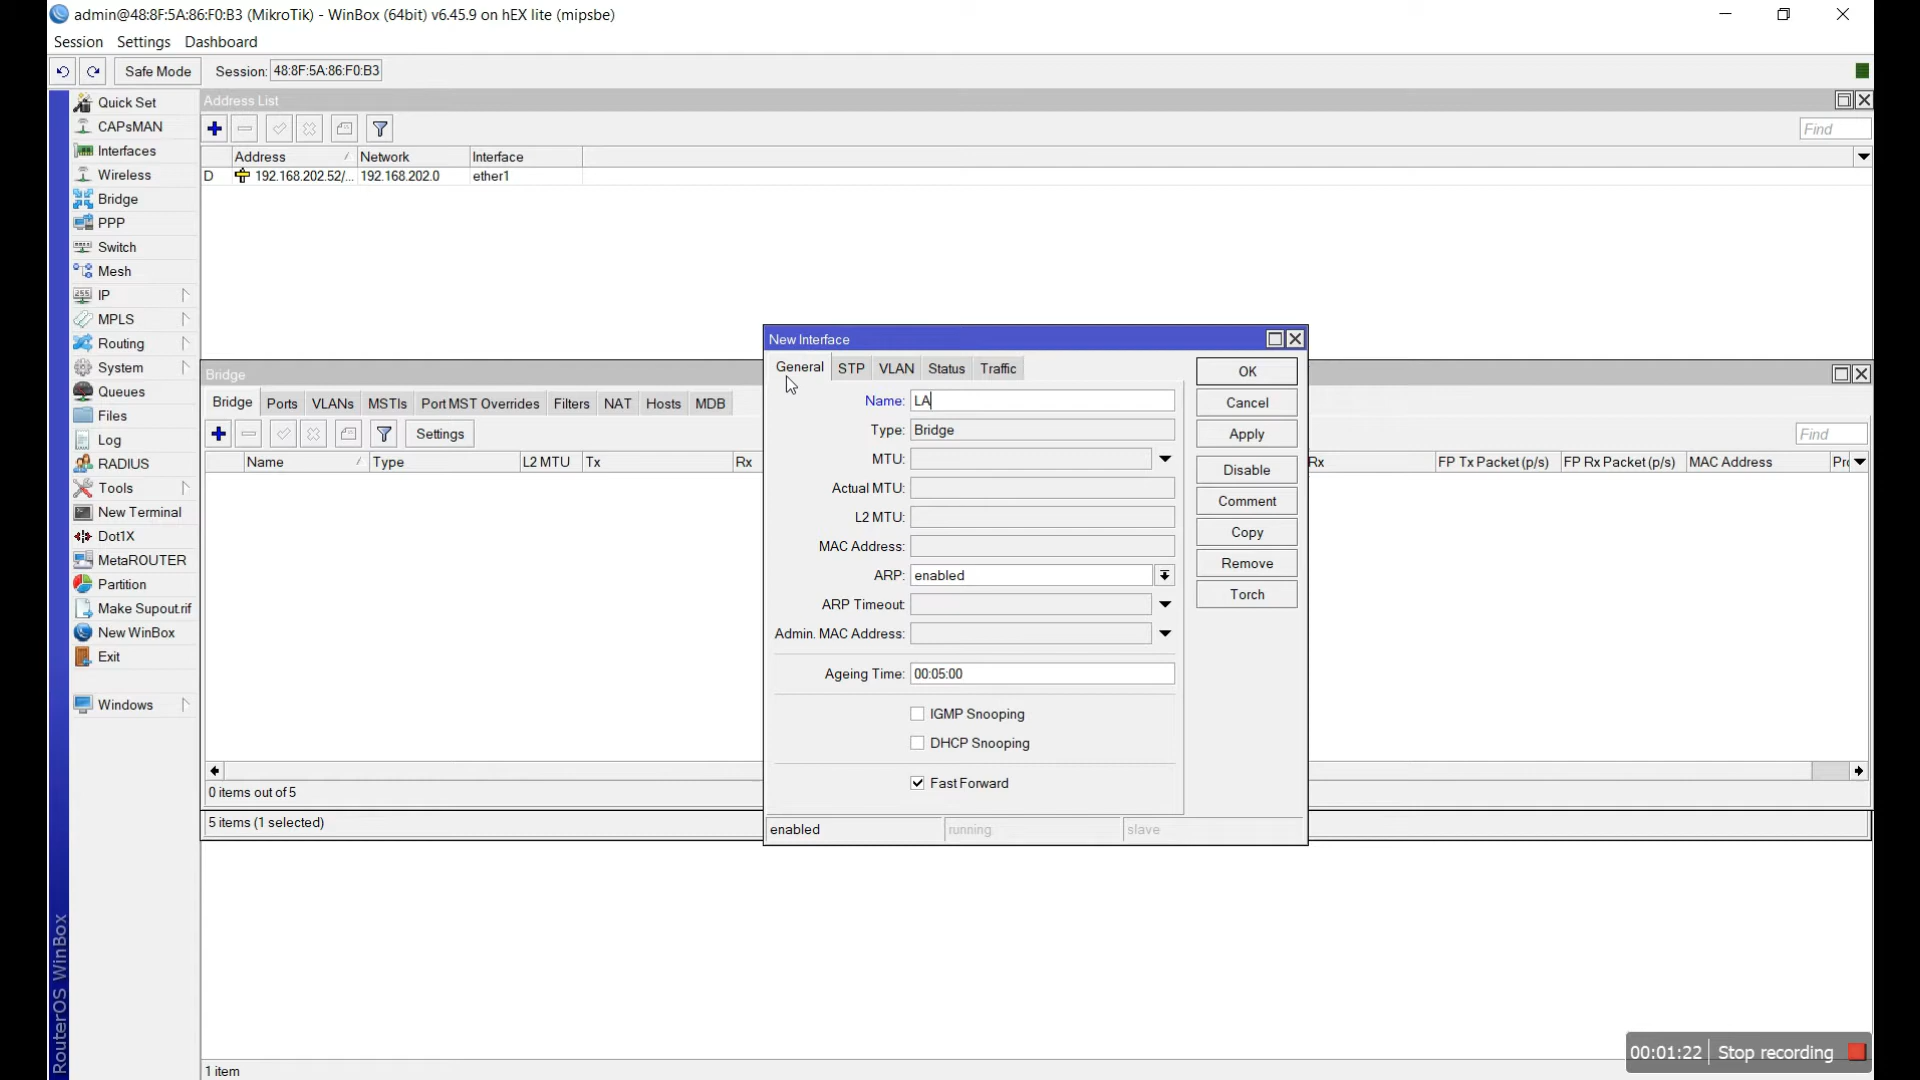 admin@48:8F:5A:86:F0:B3 (MikroTik) - WinBox (64bit) v6.45.9 on hEX lite (mipsbe)
Session Settings Dashboard
Safe Mode Session: 48:8F:5A:86:F0:B3
Quick Set
CAPsMAN
Interfaces
Wireless
Bridge
PPP
Switch
Mesh
IP
MPLS
Routing
System
Queues
Files
Log
RADIUS
Tools
New Terminal
Dot1X
MetaROUTER
Partition
Make Supout.rif
New WinBox
Exit
Windows
RouterOS WinBox
Address List
Find
Address Network Interface
D 192.168.202.52/... 192.168.202.0 ether1
Bridge
Bridge Ports VLANs MSTIs Port MST Overrides Filters NAT Hosts MDB
Settings
Find
Name Type L2 MTU Tx Rx Rx FP Tx Packet (p/s) FP Rx Packet (p/s) MAC Address
0 items out of 5
5 items (1 selected)
1 item
New Interface
General STP VLAN Status Traffic
Name: LA
Type: Bridge
MTU:
Actual MTU:
L2 MTU:
MAC Address:
ARP: enabled
ARP Timeout:
Admin. MAC Address:
Ageing Time: 00:05:00
IGMP Snooping
DHCP Snooping
Fast Forward
enabled running slave
OK
Cancel
Apply
Disable
Comment
Copy
Remove
Torch
00:01:22 Stop recording